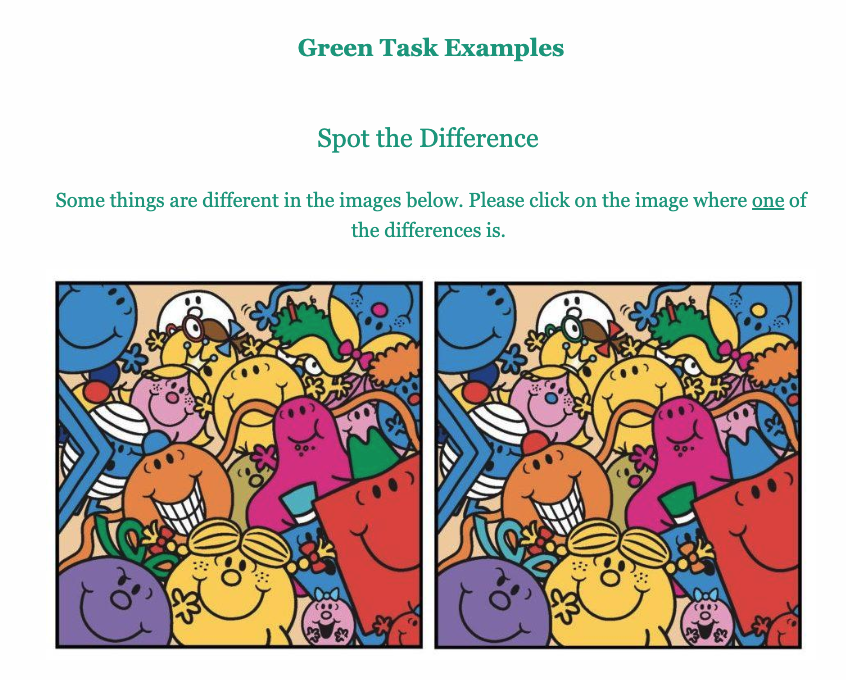 Green Task Examples
Spot the Difference
Some things are different in the images below. Please click on the image where one of
the differences is.